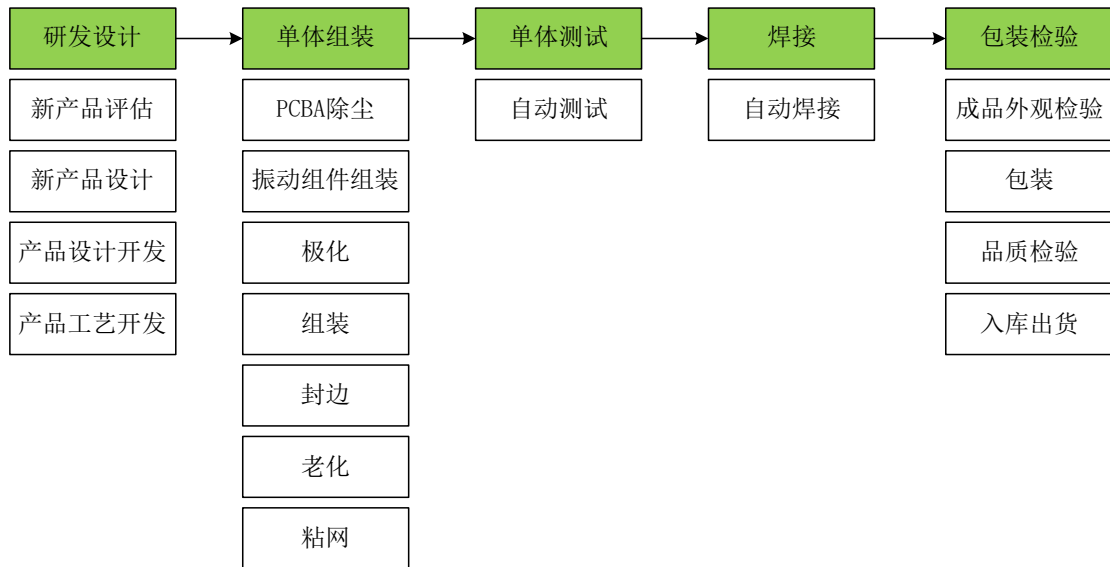 研发设计
单体组装
单体测试
焊接
包装检验
新产品评估
PCBA除尘
自动测试
自动焊接
成品外观检验
新产品设计
振动组件组装
包装
产品设计开发
极化
品质检验
产品工艺开发
组装
入库出货
封边
老化
粘网